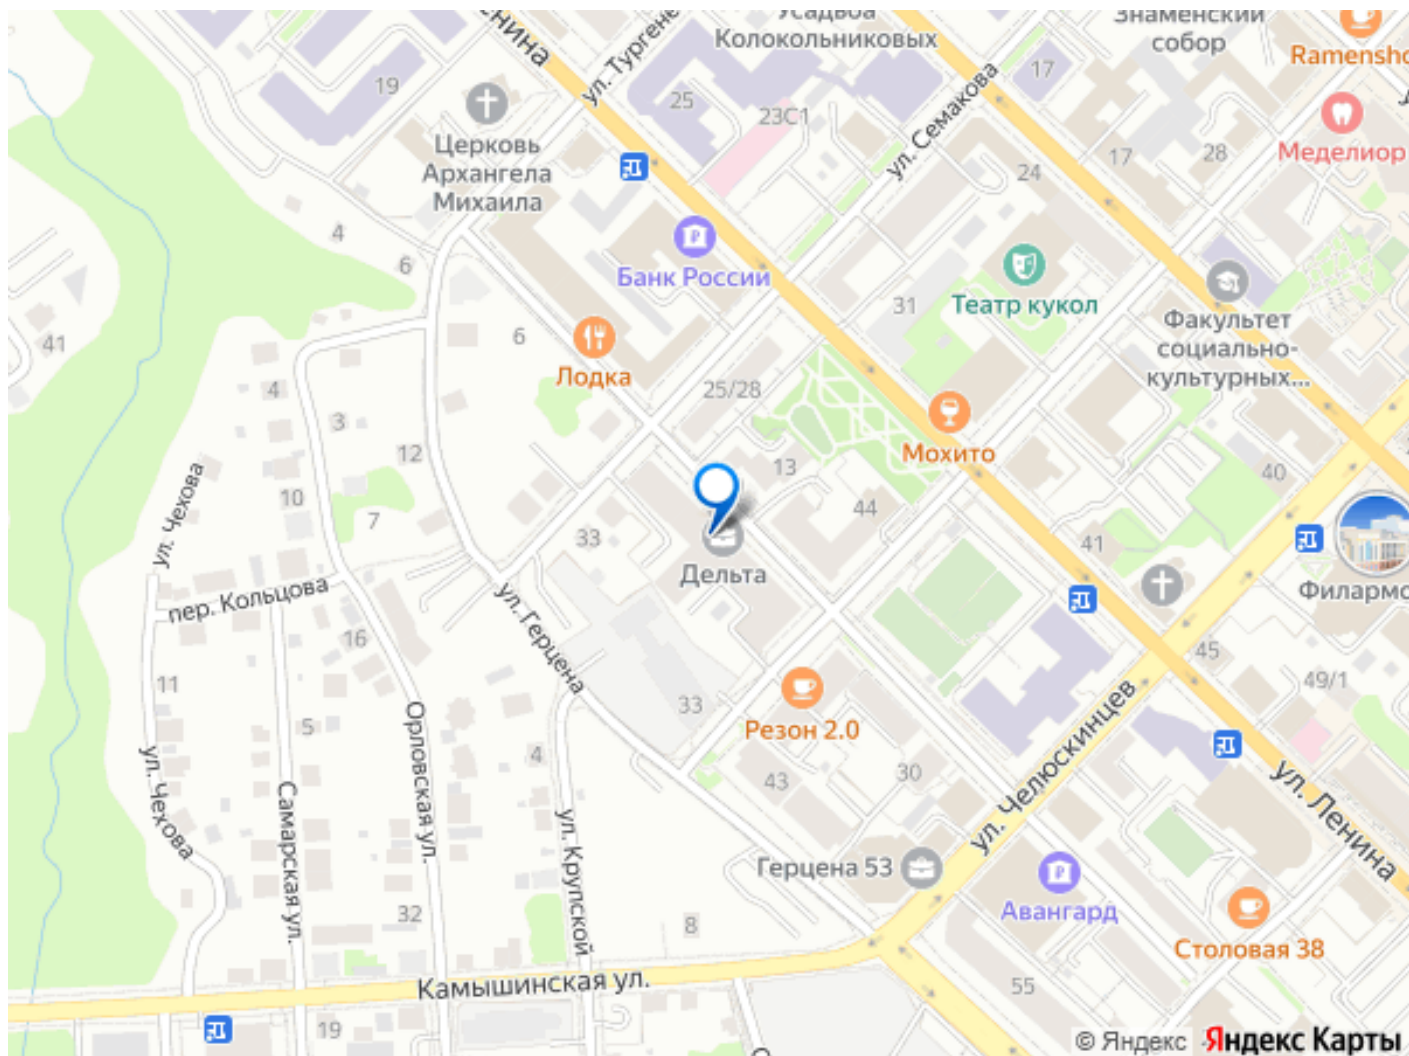 Усадьба
Колокольниковых
Знаменский
собор
Ramensho
ул. Тургене
ул. Семакова
17
19
25
23С1
24
17
28
Меделиор
Церковь
Архангела
Михаила
4
6
Банк России
31
Театр кукол
Факультет
социально-
культурных...
41
6
Лодка
25/28
4
3
12
Мохито
13
40
10
7
44
ул. Чехова
33
Дельта
41
Филармо
пер. Кольцова
16
ул. Герцена
45
49/1
11
5
33
Резон 2.0
ул. Челюскинцев
Орловская ул.
4
43
30
ул. Ленина
ул. Чехова
Самарская ул.
ул. Крупской
Герцена 53
Авангард
32
8
Столовая 38
Камышинская ул.
55
19
© Яндекс Яндекс Карты